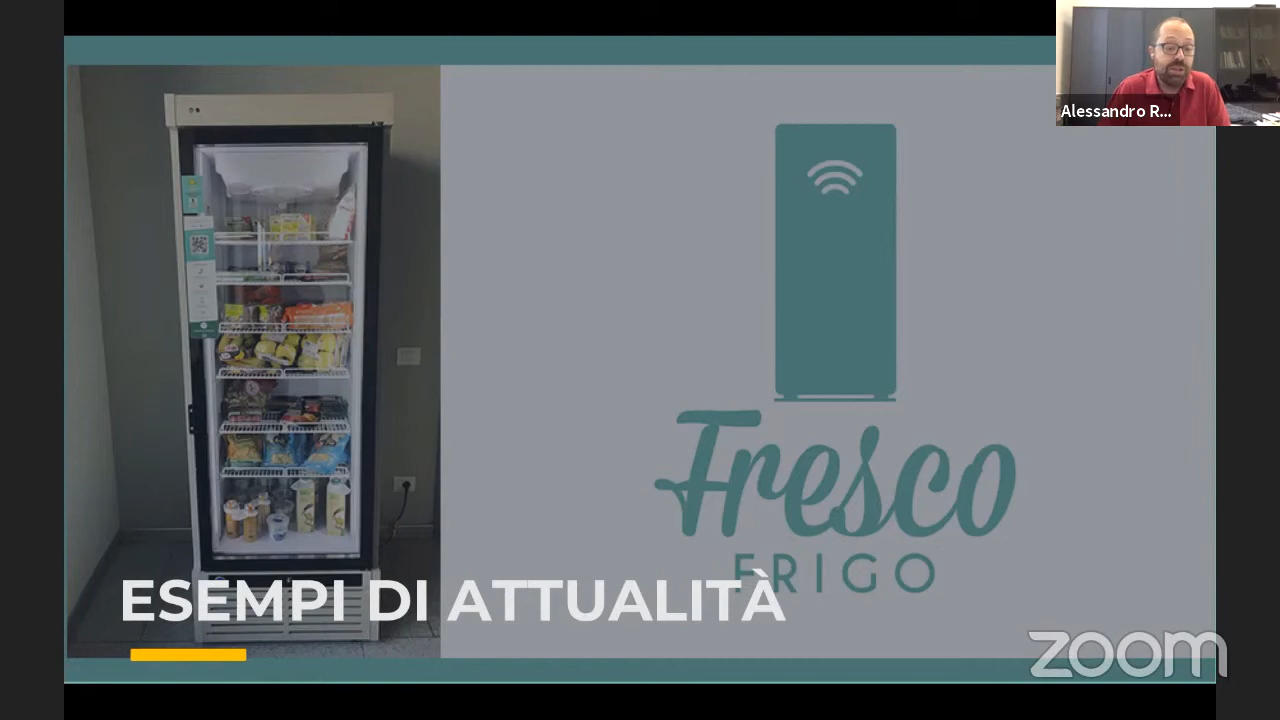 Alessandro R...
Fresco
FRIGO
ESEMPI DI ATTUALITÀ
zoom